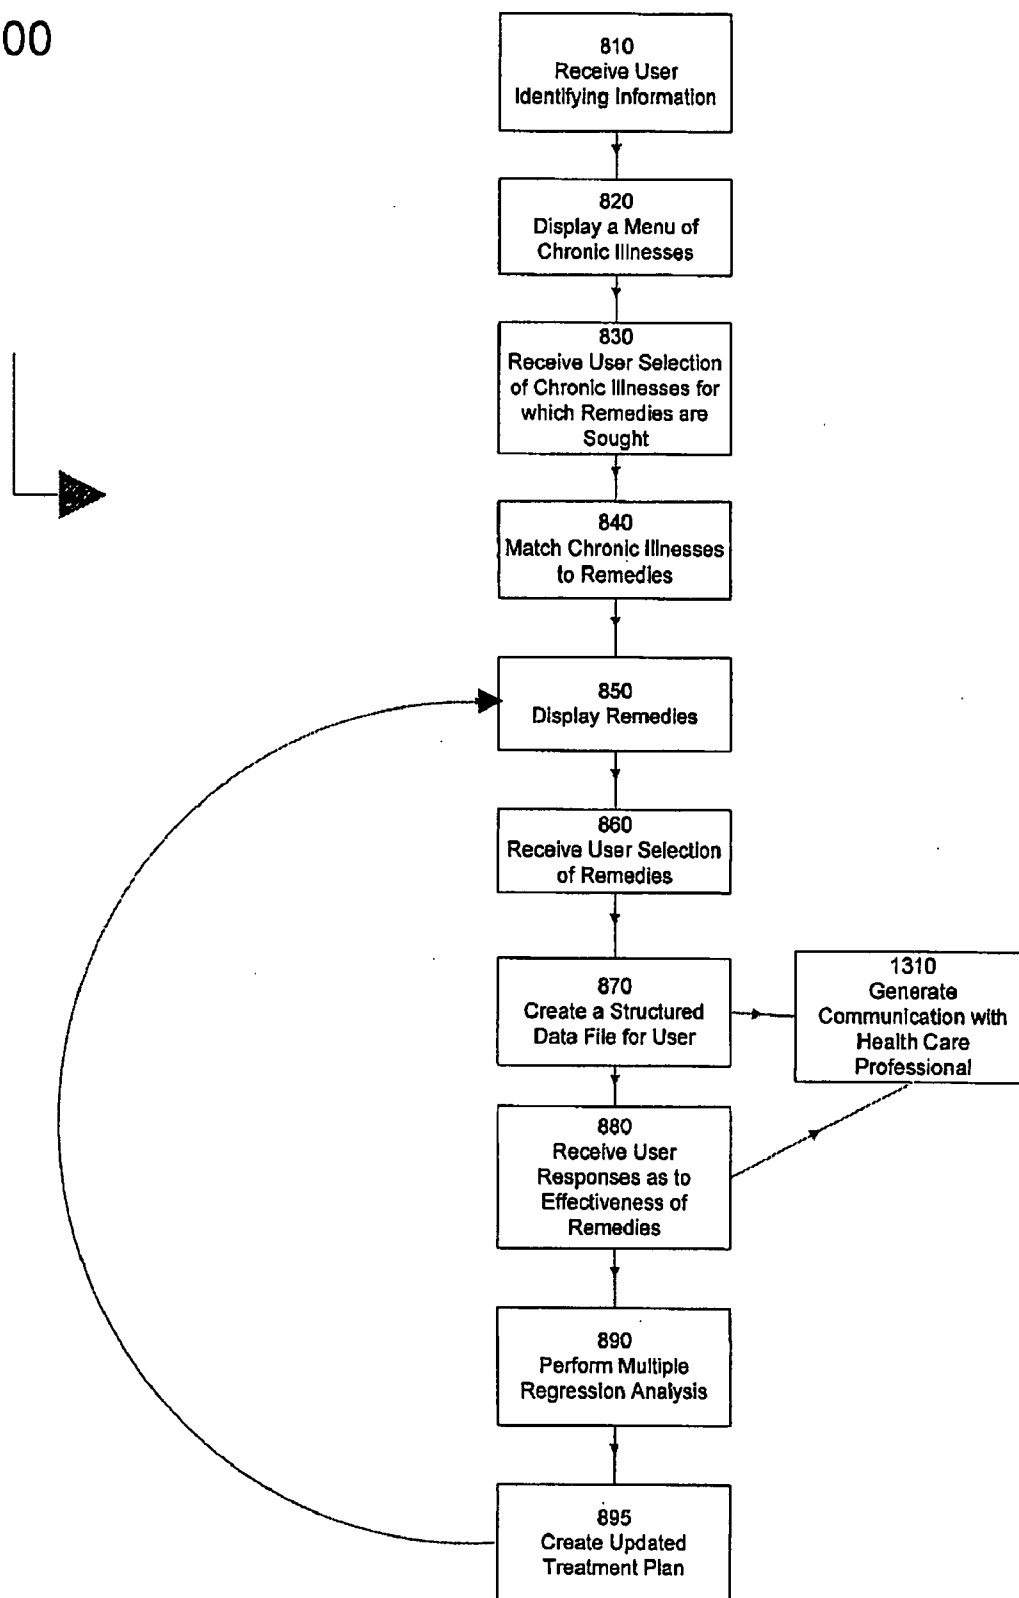 00
810
Receive User
Identifying Information
820
Display a Menu of
Chronic Illnesses
830
Receive User Selection
of Chronic Illnesses for
which Remedies are
Sought
840
Match Chronic Illnesses
to Remedies
850
Display Remedies
860
Receive User Selection
of Remedies
870
Create a Structured
Data File for User
1310
Generate
Communication with
Health Care
Professional
880
Receive User
Responses as to
Effectiveness of
Remedies
890
Perform Multiple
Regression Analysis
895
Create Updated
Treatment Plan